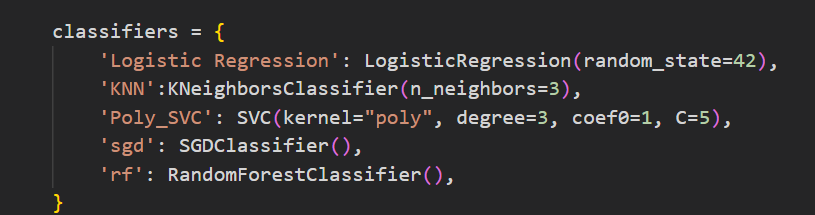 classifiers = {
    'Logistic Regression': LogisticRegression(random_state=42),
    'KNN':KNeighborsClassifier(n_neighbors=3),
    'Poly_SVC': SVC(kernel="poly", degree=3, coef0=1, C=5),
    'sgd': SGDClassifier(),
    'rf': RandomForestClassifier(),
}